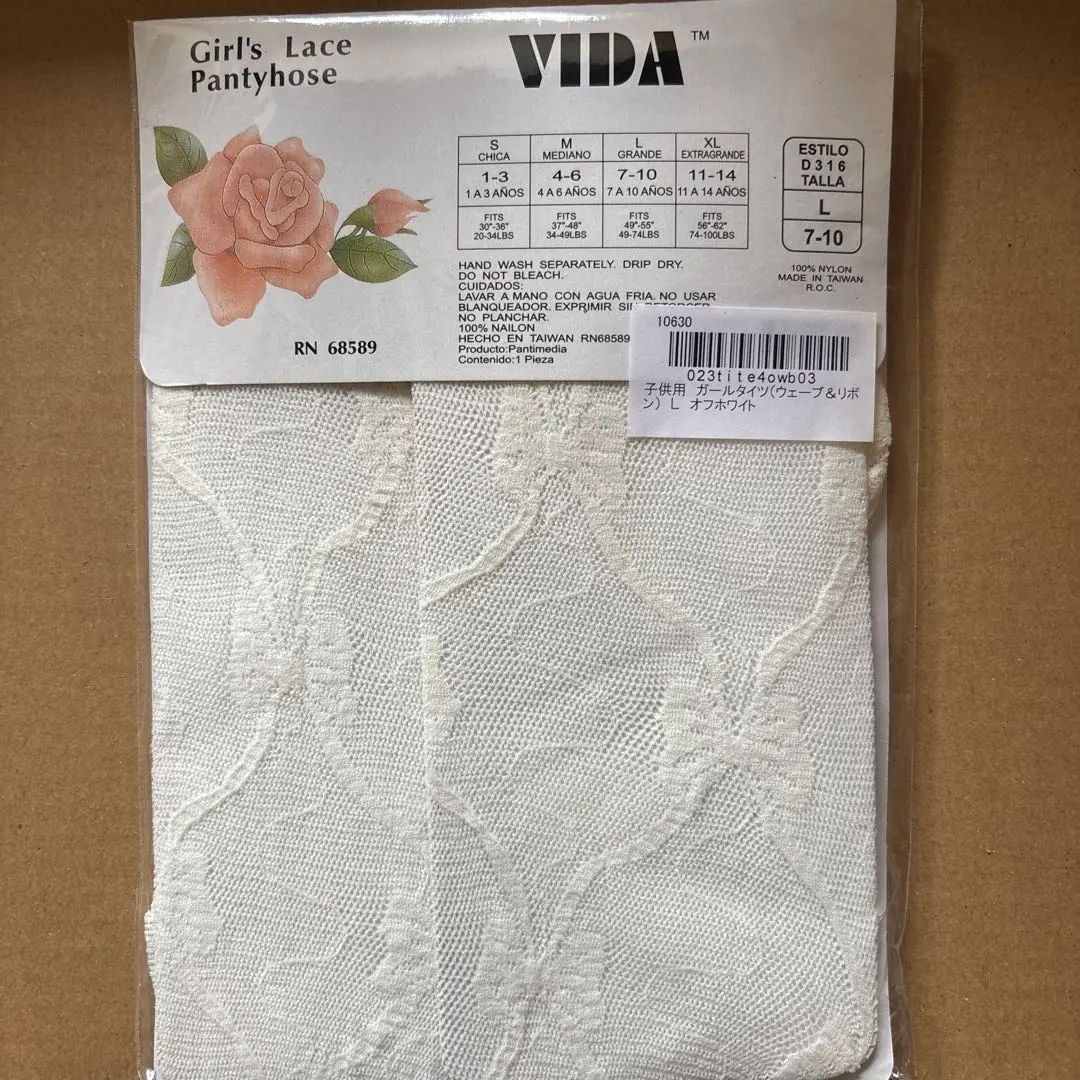 Girl's Lace
Pantyhose
VIDA™
S M L XL
CHICA MEDIANO GRANDE EXTRAGRANDE
1-3 4-6 7-10 11-14
1 A 3 AÑOS 4 A 6 AÑOS 7 A 10 AÑOS 11 A 14 AÑOS
FITS FITS FITS FITS
30"-36" 37"-48" 49"-55" 56"-62"
20-34LBS 34-49LBS 49-74LBS 74-100LBS
ESTILO
D316
TALLA
L
7-10
100% NYLON
MADE IN TAIWAN
R.O.C.
HAND WASH SEPARATELY. DRIP DRY.
DO NOT BLEACH.
CUIDADOS:
LAVAR A MANO CON AGUA FRIA. NO USAR
BLANQUEADOR. EXPRIMIR SIN RETORCER
NO PLANCHAR.
100% NAILON
HECHO EN TAIWAN RN68589
Producto:Pantimedia
Contenido:1 Pieza
RN 68589
10630
023tite4owb03
子供用 ガールタイツ(ウェーブ&リボ
ン) L オフホワイト